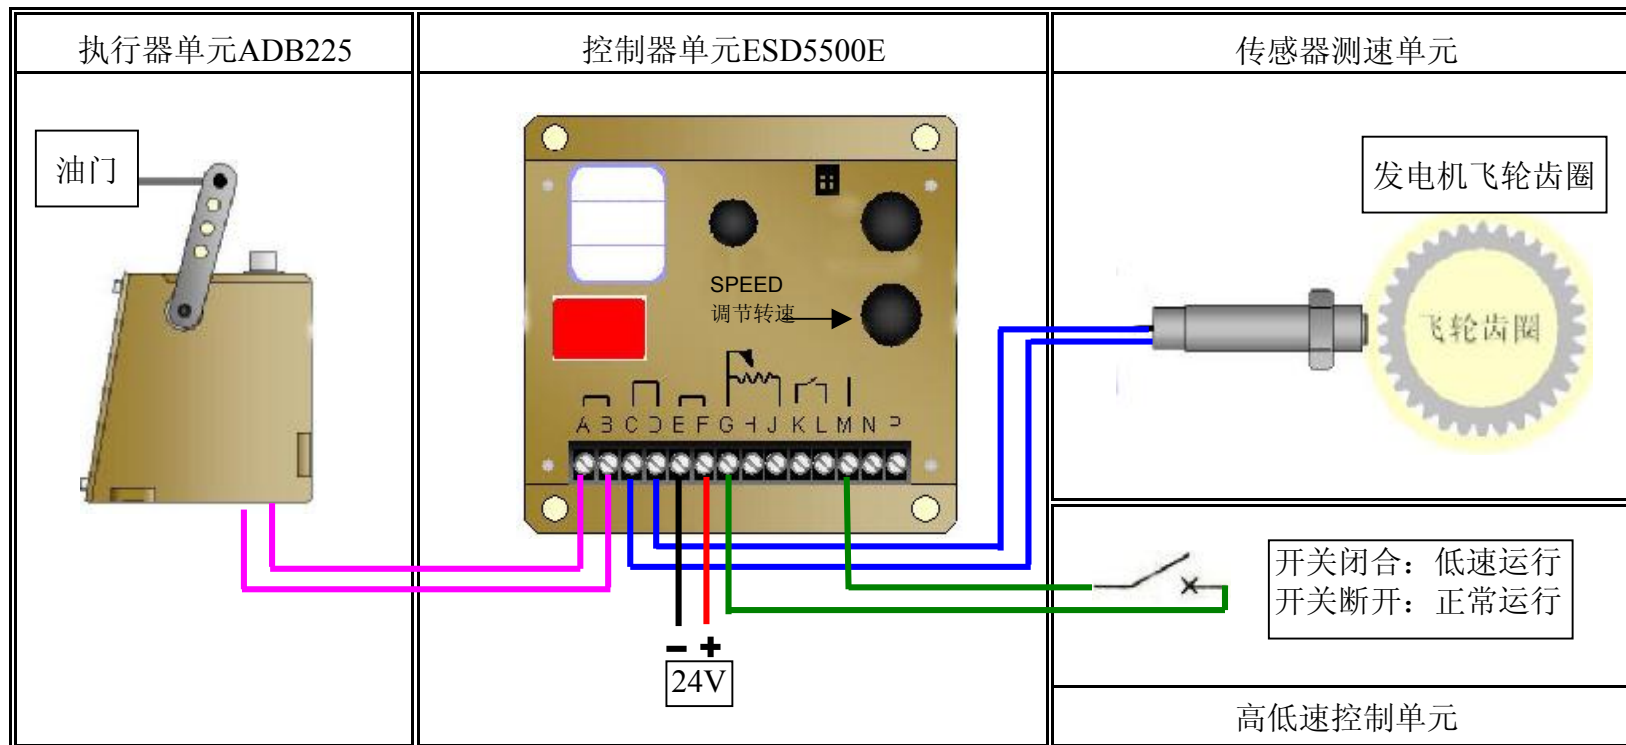 执行器单元ADB225
控制器单元ESD5500E
传感器测速单元
油门
发电机飞轮齿圈
SPEED
调节转速
飞轮齿圈
A B C D E F G H J K L M N P
开关闭合：低速运行
开关断开：正常运行
− +
24V
高低速控制单元